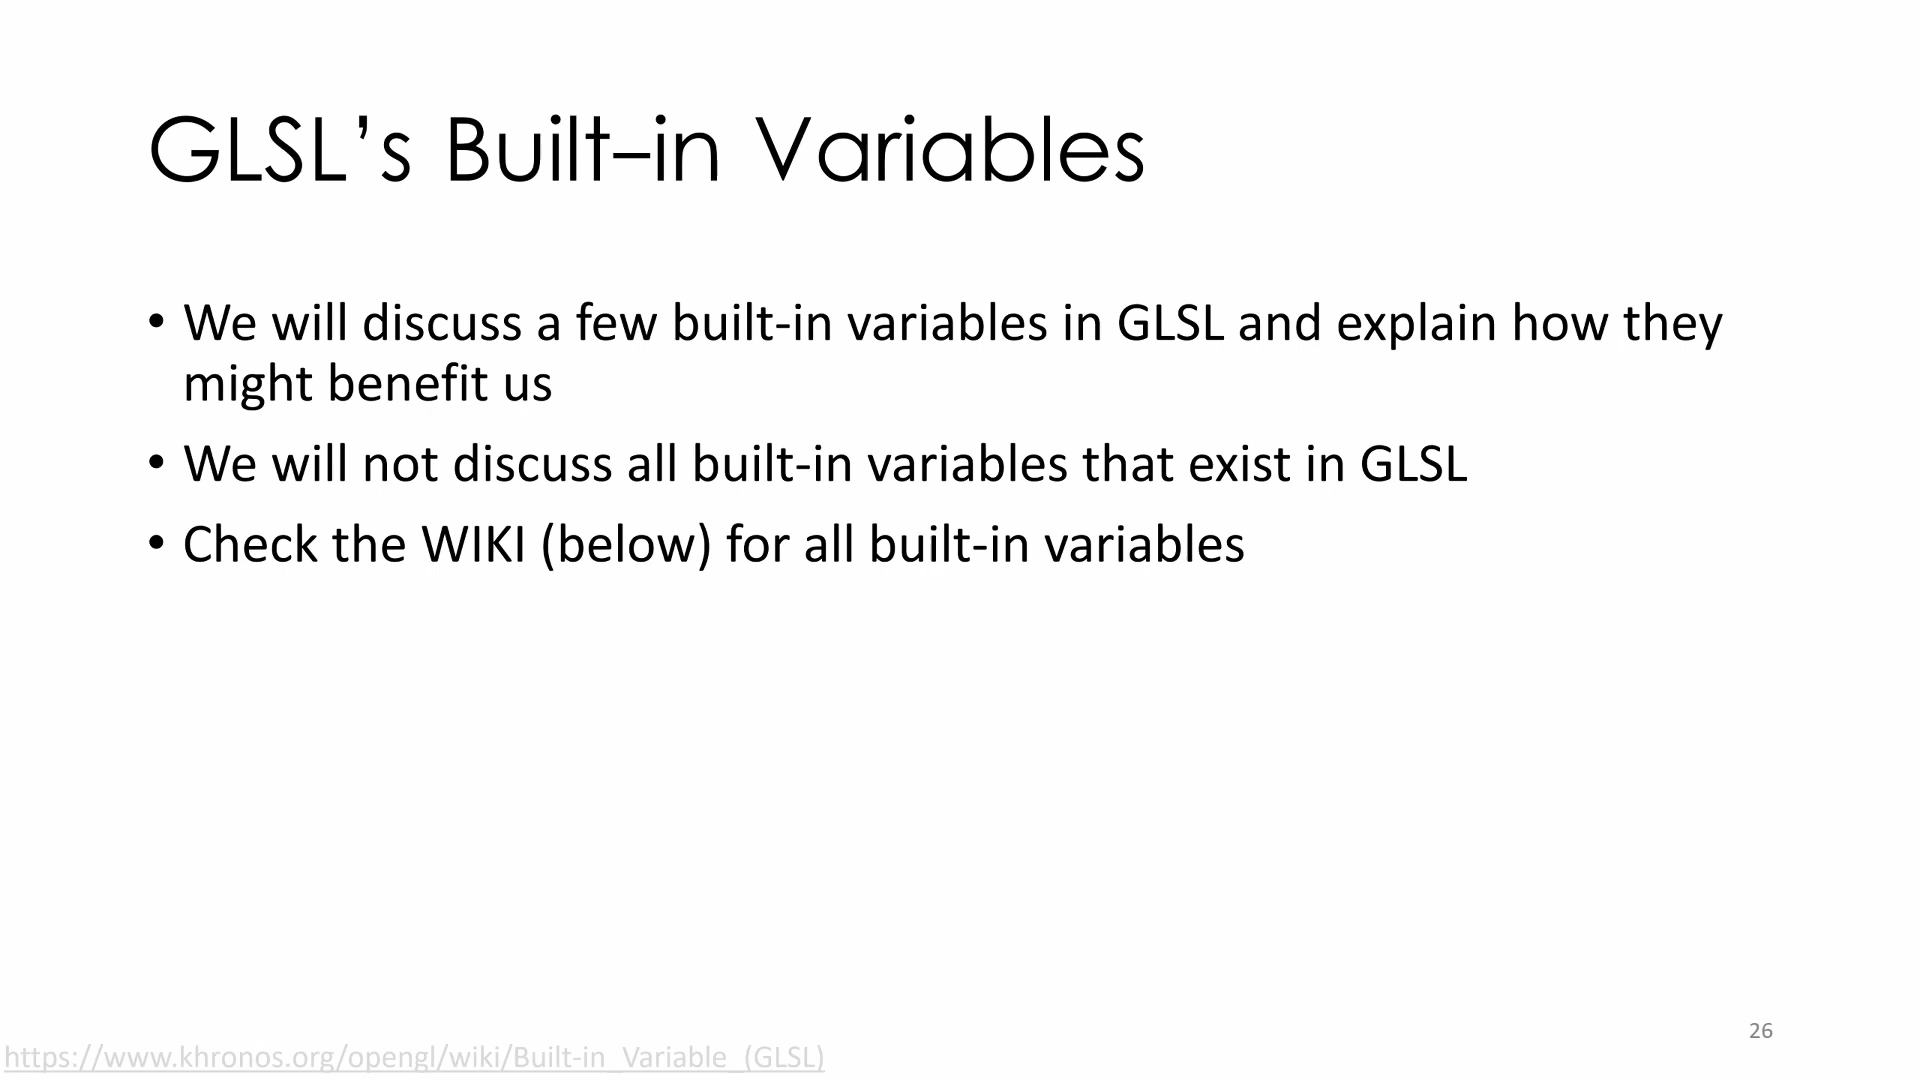 GLSL’s Built–in Variables
• We will discuss a few built-in variables in GLSL and explain how they
might benefit us
• We will not discuss all built-in variables that exist in GLSL
• Check the WIKI (below) for all built-in variables
26
https://www.khronos.org/opengl/wiki/Built-in_Variable_(GLSL)